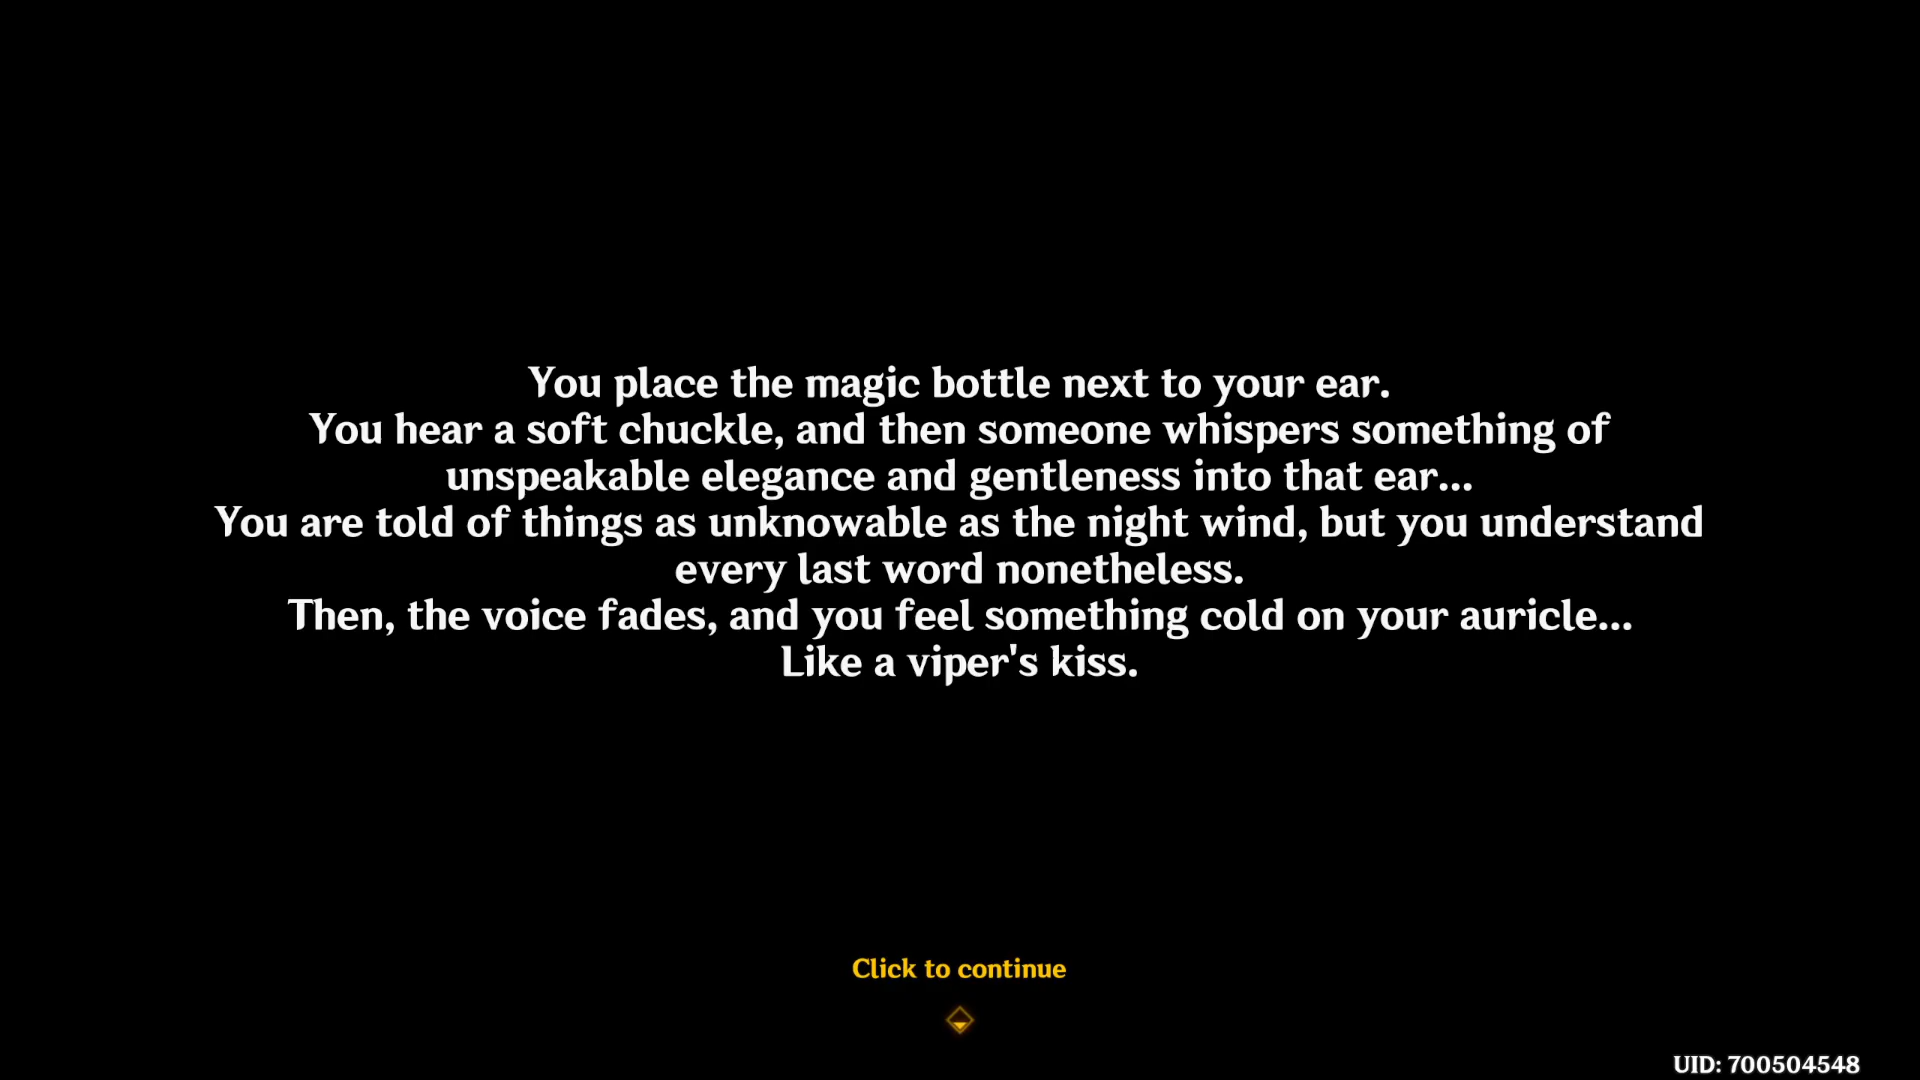 You place the magic bottle next to your ear.
You hear a soft chuckle, and then someone whispers something of
unspeakable elegance and gentleness into that ear...
You are told of things as unknowable as the night wind, but you understand
every last word nonetheless.
Then, the voice fades, and you feel something cold on your auricle...
Like a viper's kiss.
Click to continue
UID: 700504548